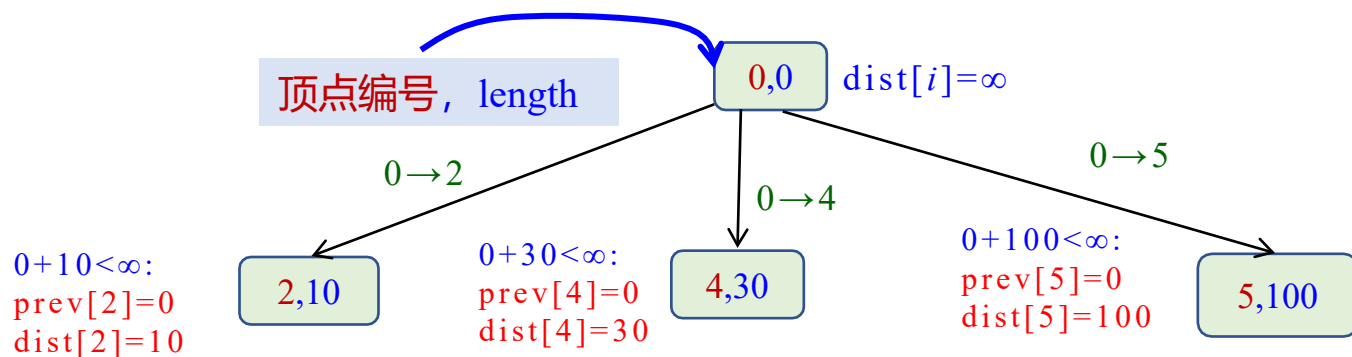 0,0
dist[i]=∞
顶点编号，length
0→2
0→4
0→5
0+10<∞:
prev[2]=0
dist[2]=10
2,10
0+30<∞:
prev[4]=0
dist[4]=30
4,30
0+100<∞:
prev[5]=0
dist[5]=100
5,100